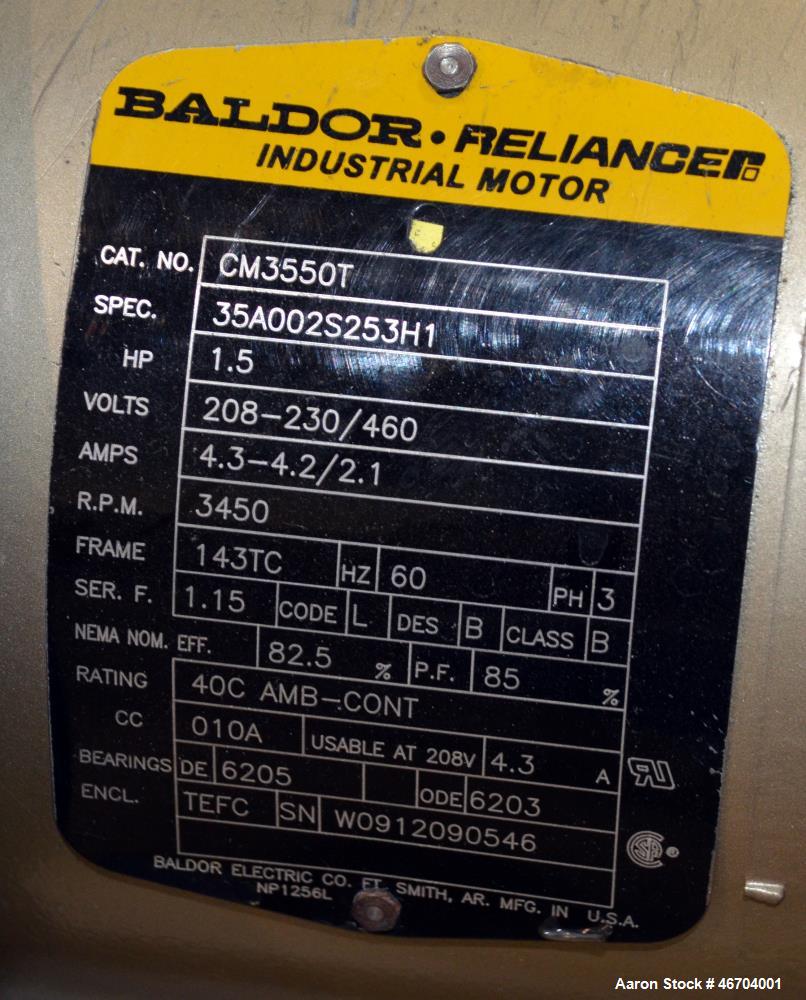 BALDOR • RELIANCER
INDUSTRIAL MOTOR
CAT. NO. CM3550T
SPEC. 35A002S253H1
HP 1.5
VOLTS 208-230/460
AMPS 4.3-4.2/2.1
R.P.M. 3450
FRAME 143TC HZ 60 PH 3
SER. F. 1.15 CODE L DES B CLASS B
NEMA NOM. EFF. 82.5 % P.F. 85 %
RATING 40C AMB-CONT
CC 010A USABLE AT 208V 4.3 A
BEARINGS DE 6205 ODE 6203
ENCL. TEFC SN W0912090546
BALDOR ELECTRIC CO. FT. SMITH, AR. MFG. IN U.S.A.
NP1256L
Aaron Stock # 46704001